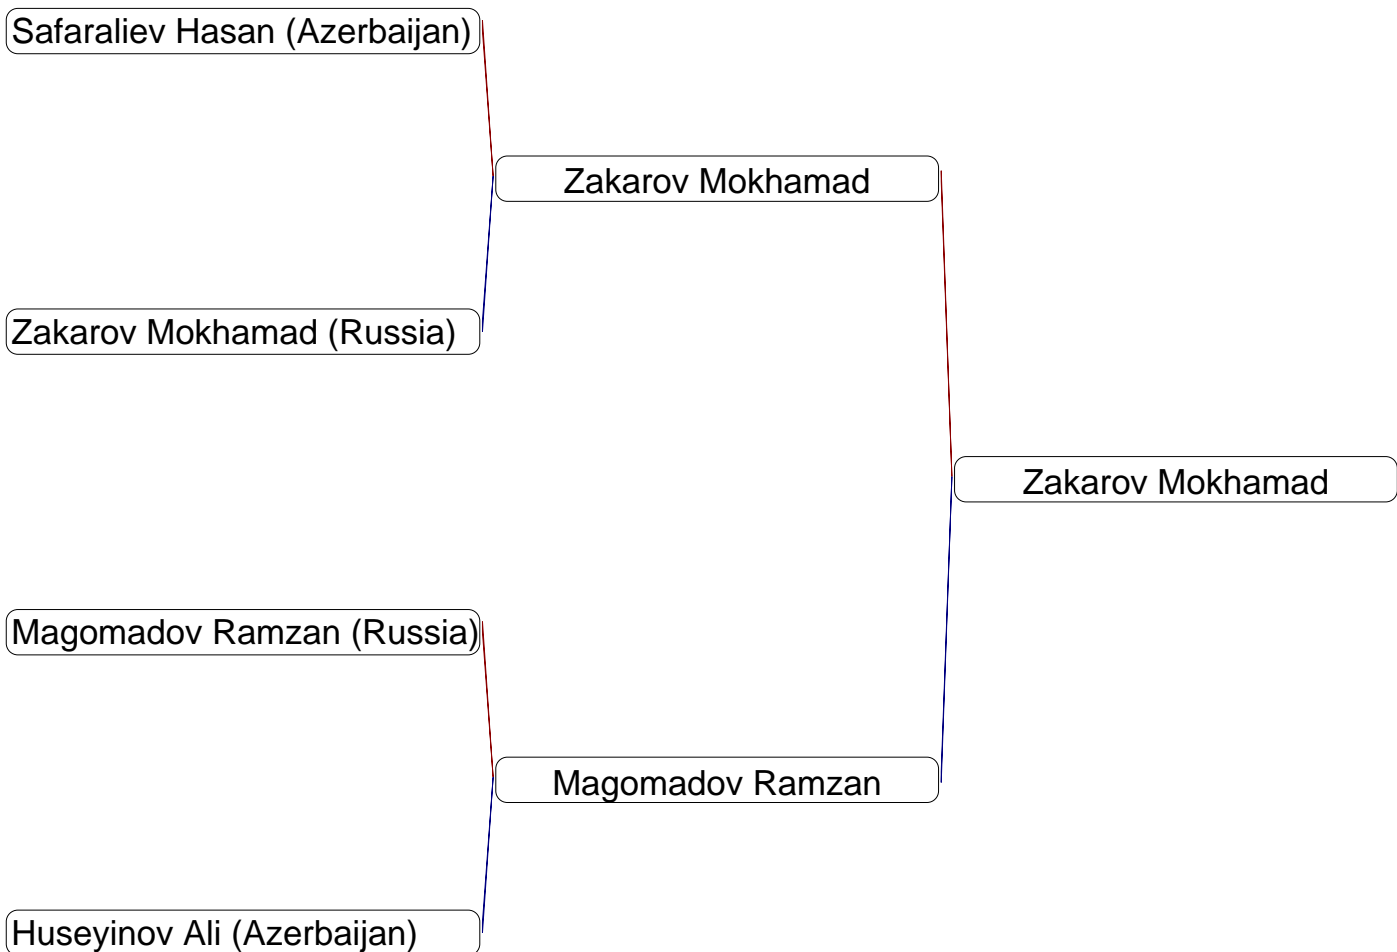 Safaraliev Hasan (Azerbaijan)
Zakarov Mokhamad
Zakarov Mokhamad (Russia)
Zakarov Mokhamad
Magomadov Ramzan (Russia)
Magomadov Ramzan
Huseyinov Ali (Azerbaijan)